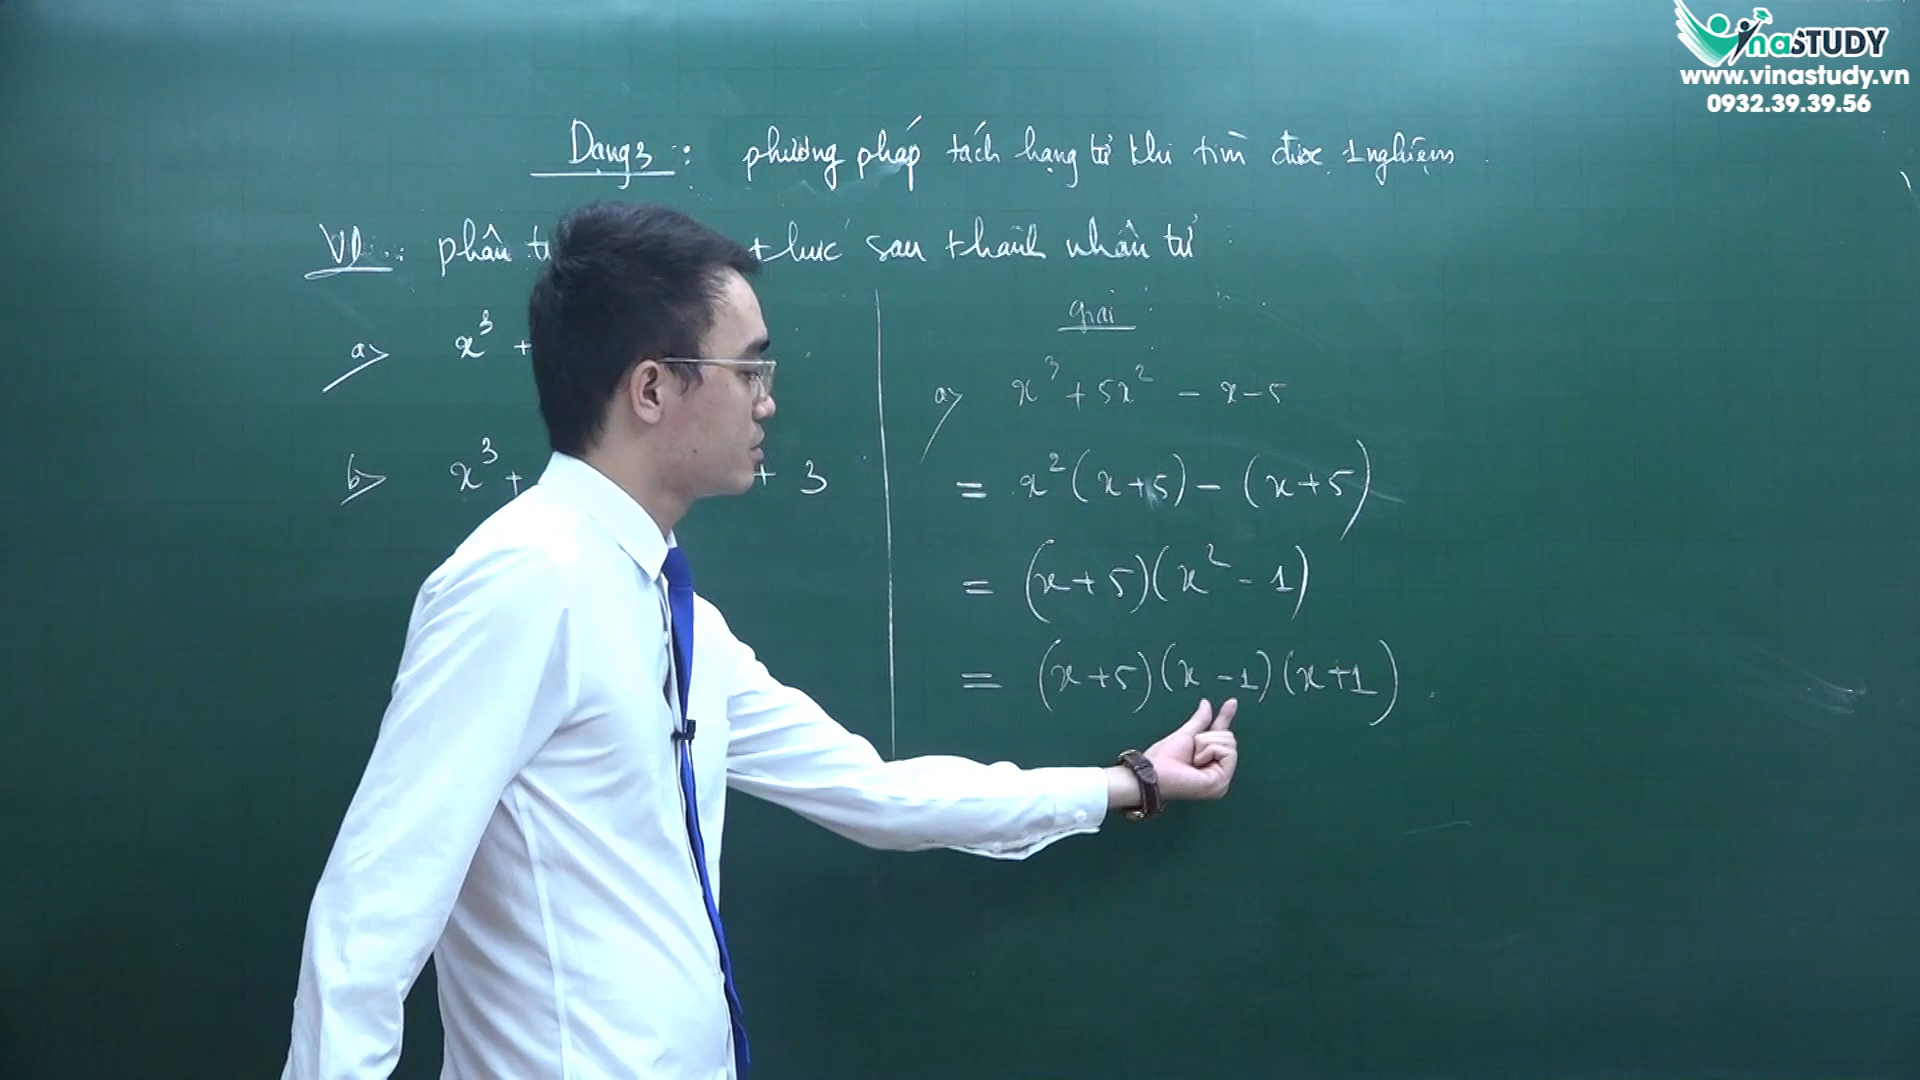 VinaSTUDY
www.vinastudy.vn
0932.39.39.56
Dạng 3 : phương pháp tách hạng tử khi tìm được 1 nghiệm
VD : phân t thức sau thành nhân tử :
a> x³ +
b> x³ + + 3
giải :
a> x³ + 5x² - x - 5
= x²(x+5) - (x+5)
= (x+5)(x² - 1)
= (x+5)(x-1)(x+1) .